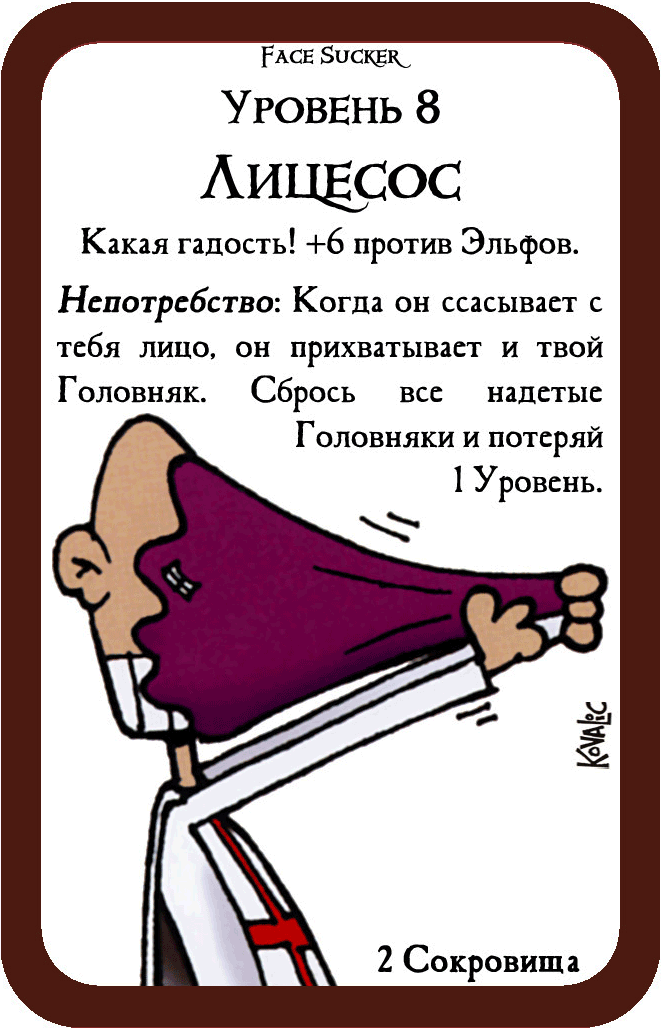 Face Sucker
Уровень 8
Лицесос
Какая гадость! +6 против Эльфов.
Непотребство: Когда он ссасывает с
тебя лицо, он прихватывает и твой
Головняк. Сбрось все надетые
Головняки и потеряй
1 Уровень.
Kovalic
2 Сокровища